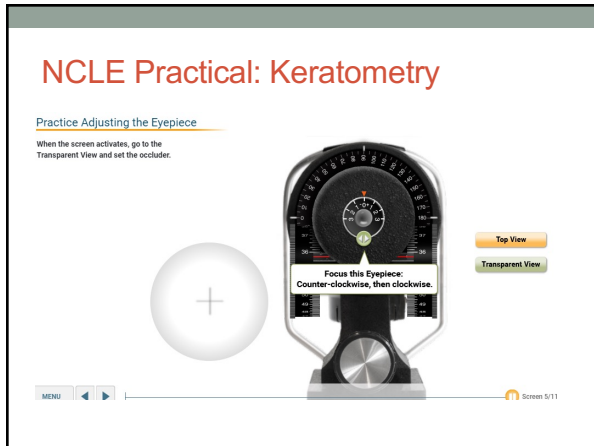 NCLE Practical: Keratometry
Practice Adjusting the Eyepiece
When the screen activates, go to the
Transparent View and set the occluder.
Top View
Transparent View
Focus this Eyepiece:
Counter-clockwise, then clockwise.
MENU
Screen 5/11